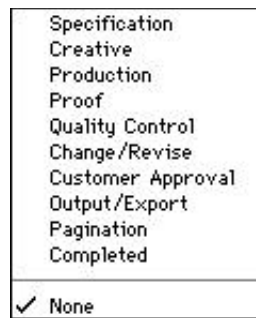 Specification
Creative
Production
Proof
Quality Control
Change/Revise
Customer Approval
Output/Export
Pagination
Completed
✓ None